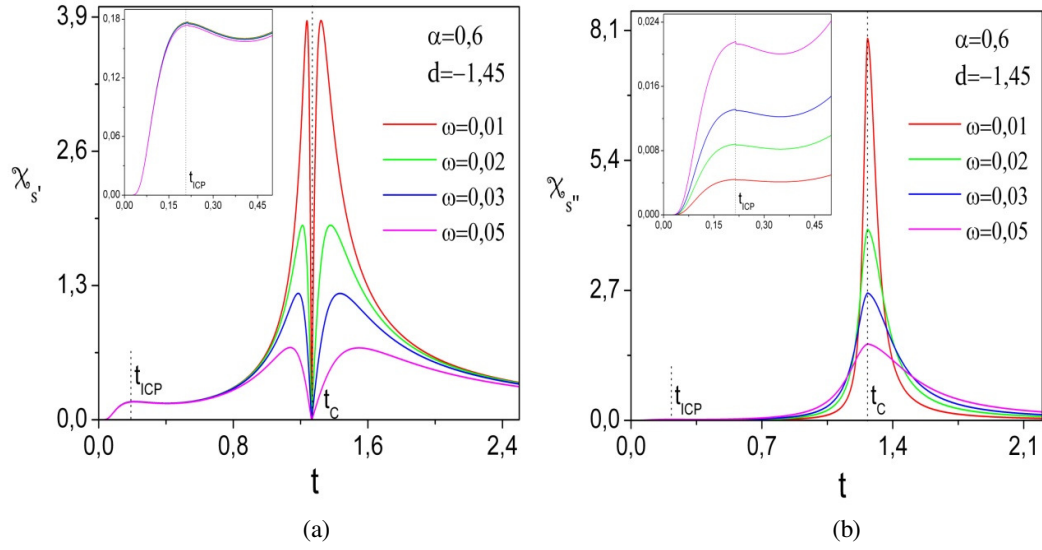 3,9
2,6
1,3
0,0
χs'
0,18
0,12
0,06
0,00
0,00 0,15 0,30 0,45
tICP
α=0,6
d=−1,45
ω=0,01
ω=0,02
ω=0,03
ω=0,05
tICP
tC
0,0 0,8 1,6 2,4
t
(a)
8,1
5,4
2,7
0,0
χs"
0,024
0,016
0,008
0,000
0,00 0,15 0,30 0,45
tICP
α=0,6
d=−1,45
ω=0,01
ω=0,02
ω=0,03
ω=0,05
tICP
tC
0,7 1,4 2,1
t
(b)